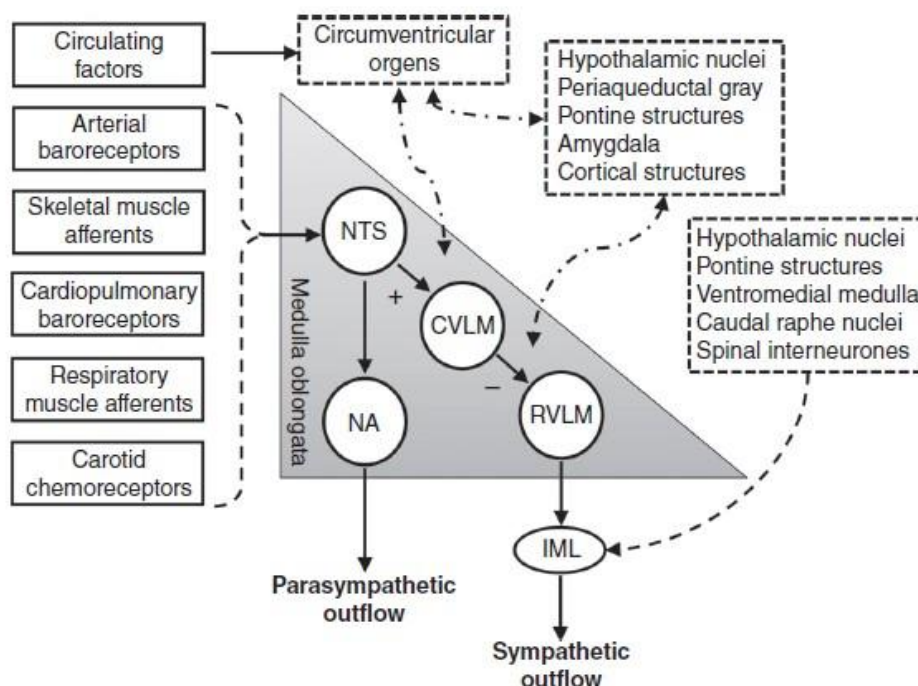 Circulating
factors
Circumventricular
orgens
Hypothalamic nuclei
Periaqueductal gray
Pontine structures
Amygdala
Cortical structures
Arterial
baroreceptors
Skeletal muscle
afferents
Cardiopulmonary
baroreceptors
Respiratory
muscle afferents
Carotid
chemoreceptors
Medulla oblongata
NTS
+
CVLM
–
NA
RVLM
Hypothalamic nuclei
Pontine structures
Ventromedial medulla
Caudal raphe nuclei
Spinal interneurones
IML
Parasympathetic
outflow
Sympathetic
outflow